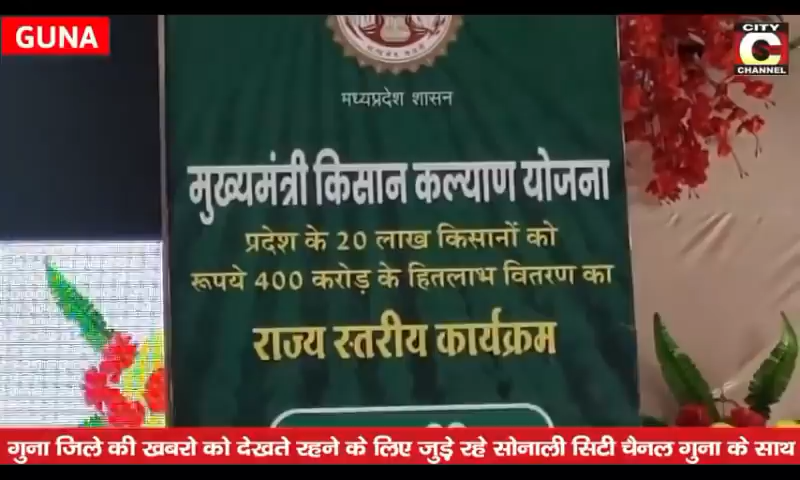 GUNA
CITY
C
CHANNEL
मध्यप्रदेश शासन
मुख्यमंत्री किसान कल्याण योजना
प्रदेश के 20 लाख किसानों को
रूपये 400 करोड़ के हितलाभ वितरण का
राज्य स्तरीय कार्यक्रम
गुना जिले की खबरो को देखते रहने के लिए जुड़े रहे सोनाली सिटी चैनल गुना के साथ